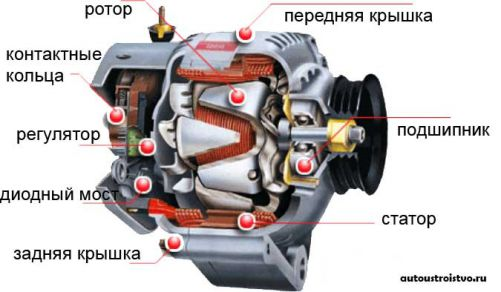 ротор
передняя крышка
контактные
кольца
регулятор
подшипник
диодный мост
статор
задняя крышка
autoustroistvo.ru